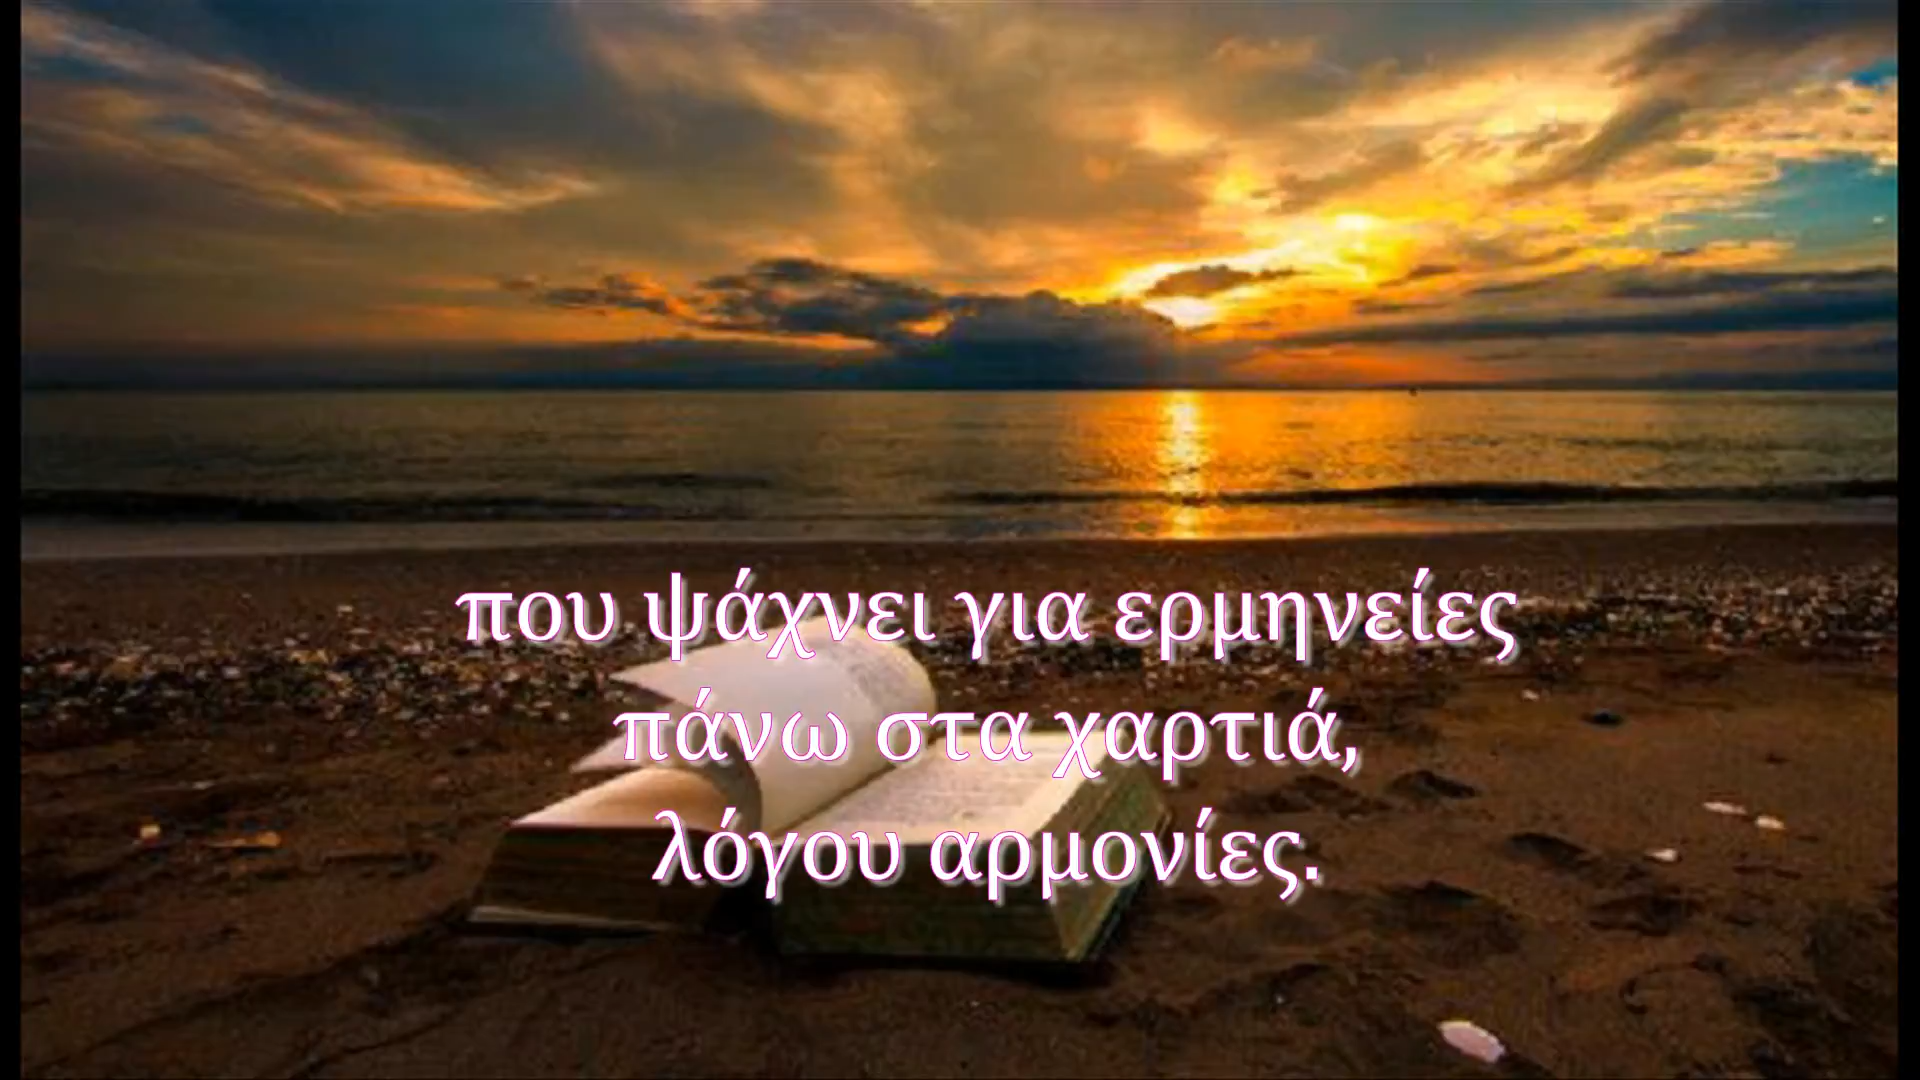 που ψάχνει για ερμηνείες
πάνω στα χαρτιά,
λόγου αρμονίες.